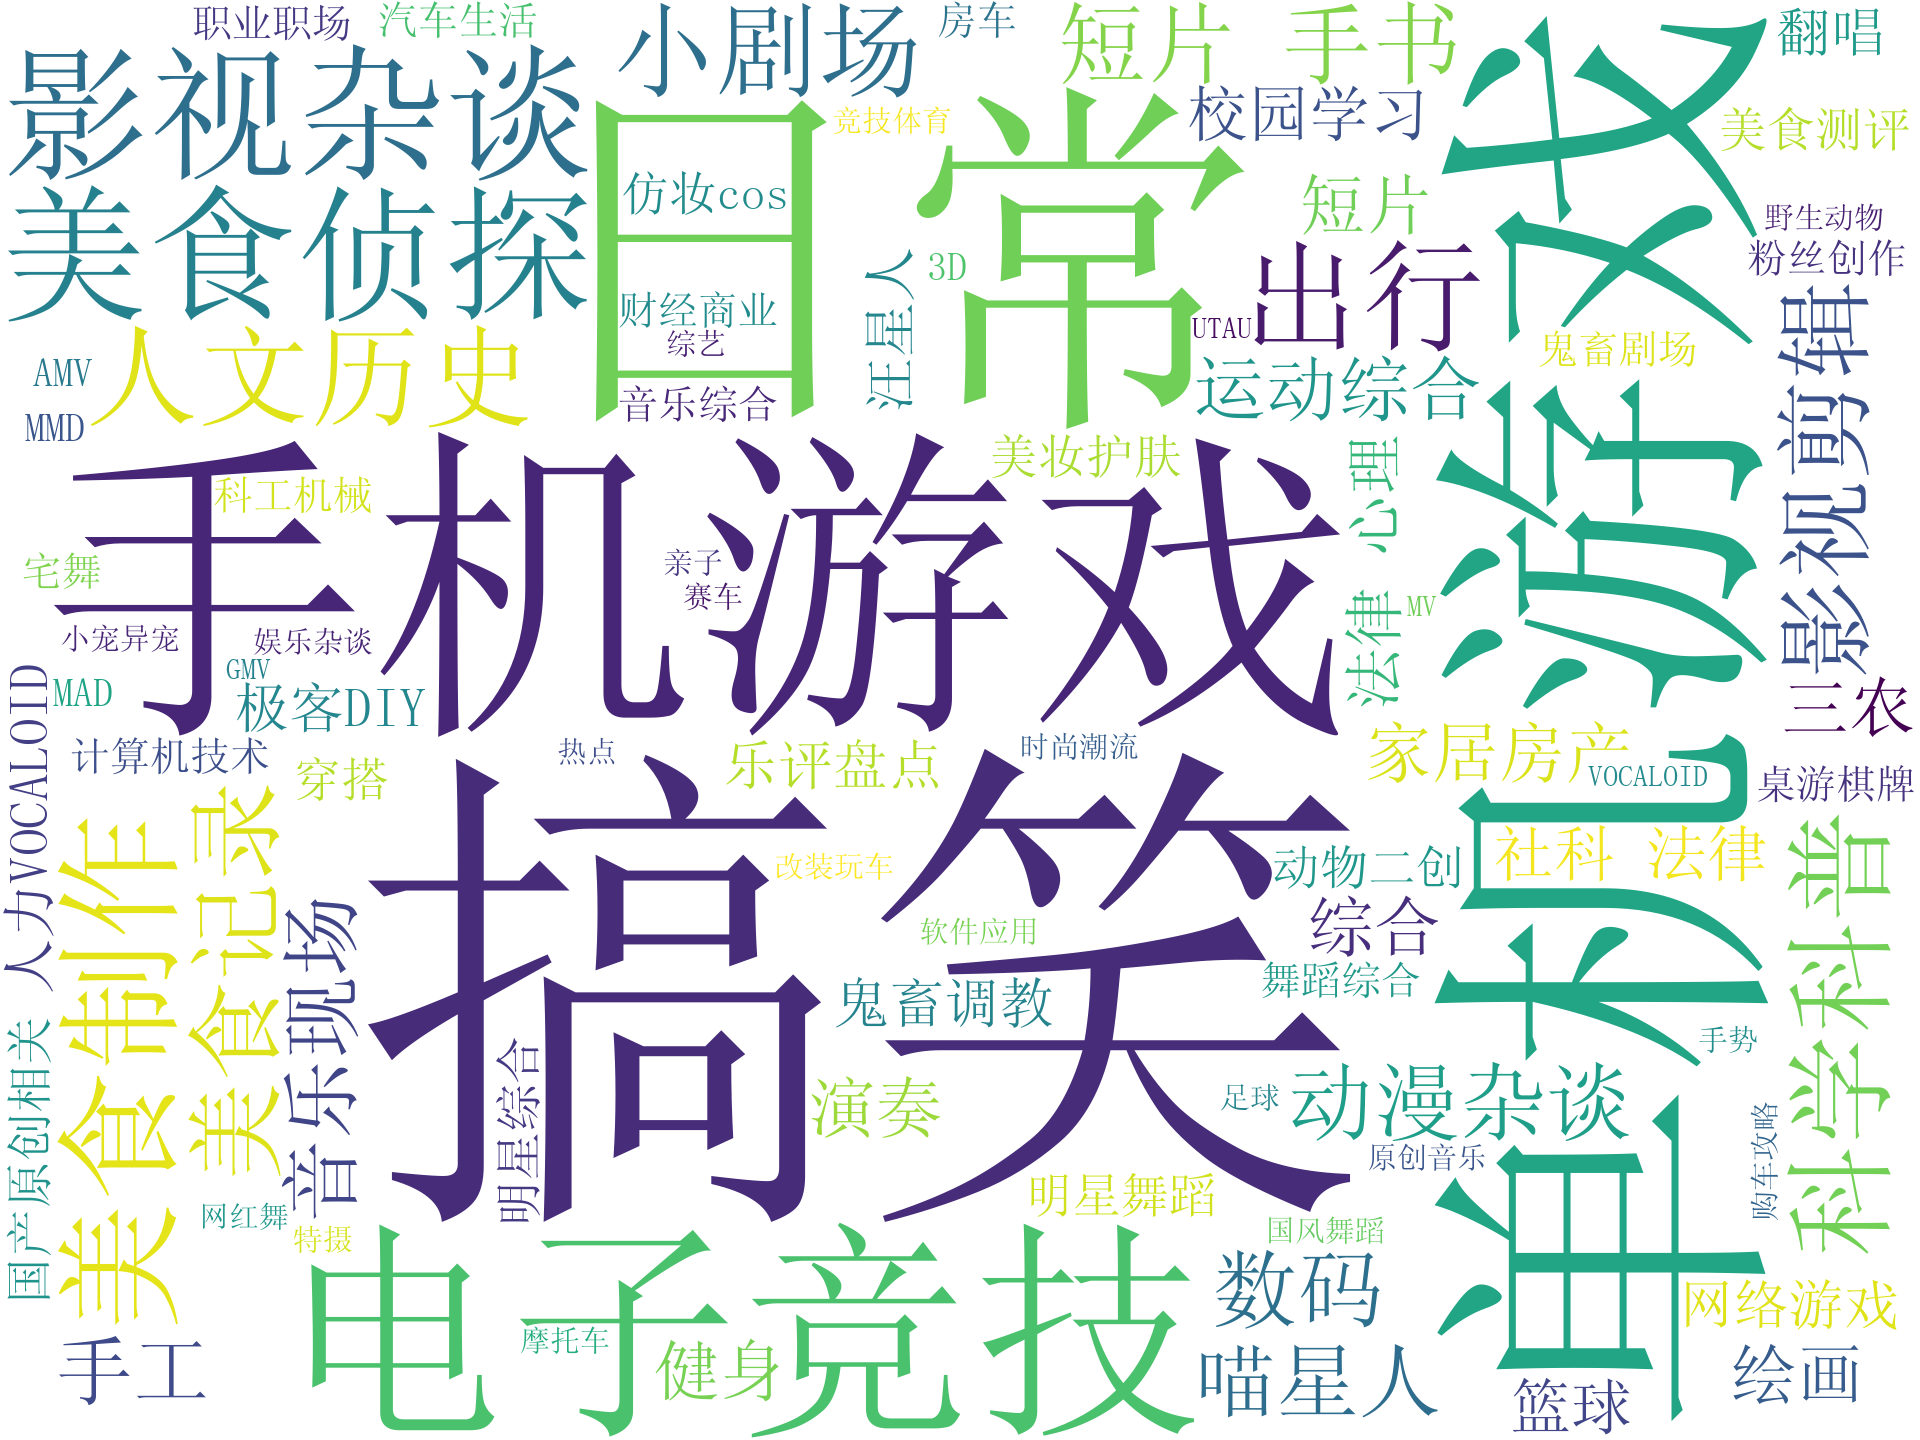 职业职场
汽车生活
小剧场
房车
短片 手书
翻唱
影视杂谈
日常
竞技体育
校园学习
单机游戏
美食测评
美食侦探
仿妆cos
短片
野生动物
粉丝创作
财经商业
综艺
汪星人
3D
出行
UTAU
影视剪辑
AMV
人文历史
音乐综合
运动综合
鬼畜剧场
MMD
手机游戏
美妆护肤
法律 心理
科工机械
宅舞
亲子
赛车
MV
小宠异宠
娱乐杂谈
GMV
MAD
极客DIY
三农
人力VOCALOID
计算机技术
穿搭
热点
乐评盘点
时尚潮流
家居房产
VOCALOID
桌游棋牌
搞笑
美食制作
美食记录
音乐现场
改装玩车
动物二创
社科 法律
科学科普
软件应用
综合
鬼畜调教
舞蹈综合
国产原创相关
明星综合
手势
演奏
足球
动漫杂谈
原创音乐
购车攻略
网红舞
特摄
明星舞蹈
国风舞蹈
电子竞技
数码
网络游戏
手工
摩托车
健身
喵星人
篮球
绘画